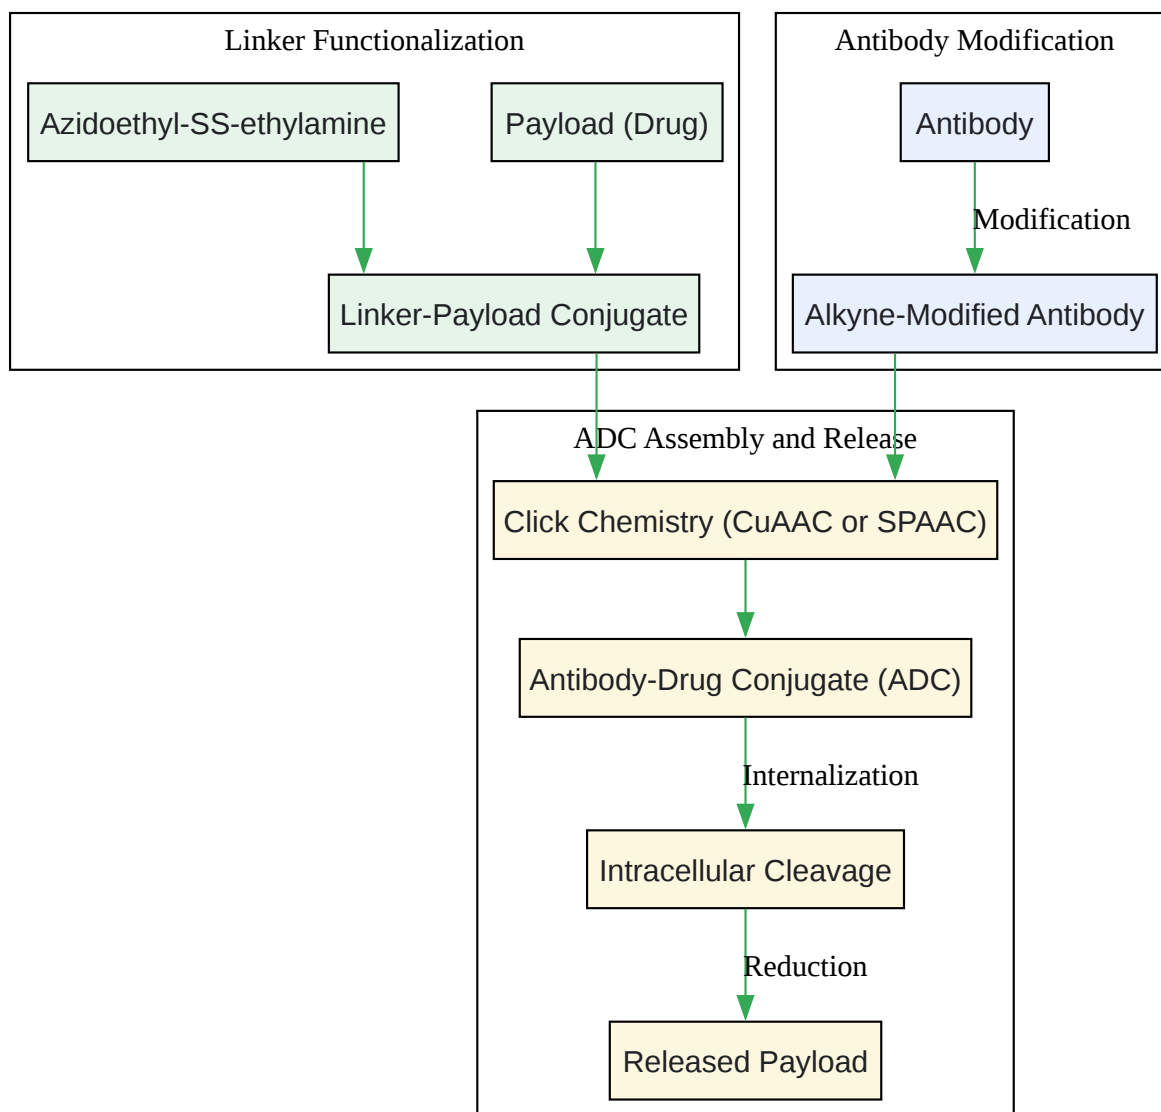 Linker Functionalization
Azidoethyl-SS-ethylamine
Payload (Drug)
Linker-Payload Conjugate
Antibody Modification
Antibody
Modification
Alkyne-Modified Antibody
ADC Assembly and Release
Click Chemistry (CuAAC or SPAAC)
Antibody-Drug Conjugate (ADC)
Internalization
Intracellular Cleavage
Reduction
Released Payload